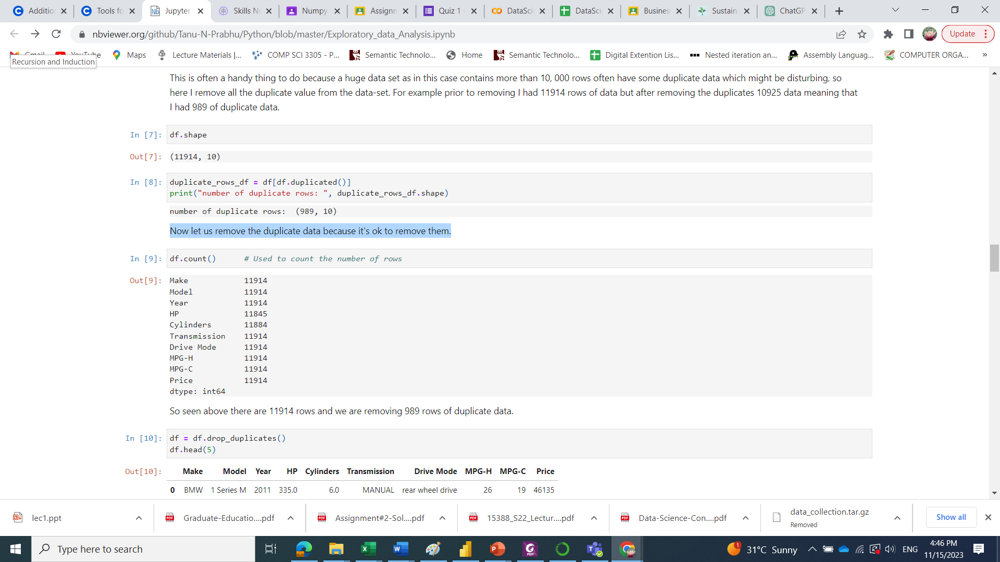 Additio
Tools fo
Jupyter
Skills N
Numpy
Assignm
Quiz 1 -
DataSci
DataSci
Busines
Sustain
ChatGP
nbviewer.org/github/Tanu-N-Prabhu/Python/blob/master/Exploratory_data_Analysis.ipynb
Update
Gmail
YouTube
Maps
Lecture Materials |...
COMP SCI 3305 - P...
Semantic Technolo...
Home
Semantic Technolo...
Digital Extention Lis...
Nested iteration an...
Assembly Languag...
COMPUTER ORGA...
»
Recursion and Induction
This is often a handy thing to do because a huge data set as in this case contains more than 10, 000 rows often have some duplicate data which might be disturbing, so
here I remove all the duplicate value from the data-set. For example prior to removing I had 11914 rows of data but after removing the duplicates 10925 data meaning that
I had 989 of duplicate data.
In [7]: df.shape
Out[7]: (11914, 10)
In [8]: duplicate_rows_df = df[df.duplicated()]
print("number of duplicate rows: ", duplicate_rows_df.shape)
number of duplicate rows:  (989, 10)
Now let us remove the duplicate data because it's ok to remove them.
In [9]: df.count()      # Used to count the number of rows
Out[9]: Make            11914
Model           11914
Year            11914
HP              11845
Cylinders       11884
Transmission    11914
Drive Mode      11914
MPG-H           11914
MPG-C           11914
Price           11914
dtype: int64
So seen above there are 11914 rows and we are removing 989 rows of duplicate data.
In [10]: df = df.drop_duplicates()
df.head(5)
Out[10]: Make Model Year HP Cylinders Transmission Drive Mode MPG-H MPG-C Price
0 BMW 1 Series M 2011 335.0 6.0 MANUAL rear wheel drive 26 19 46135
lec1.ppt
Graduate-Educatio....pdf
Assignment#2-Sol....pdf
15388_S22_Lectur....pdf
Data-Science-Con....pdf
data_collection.tar.gz
Removed
Show all
Type here to search
1
31°C Sunny
ENG
4:46 PM
11/15/2023